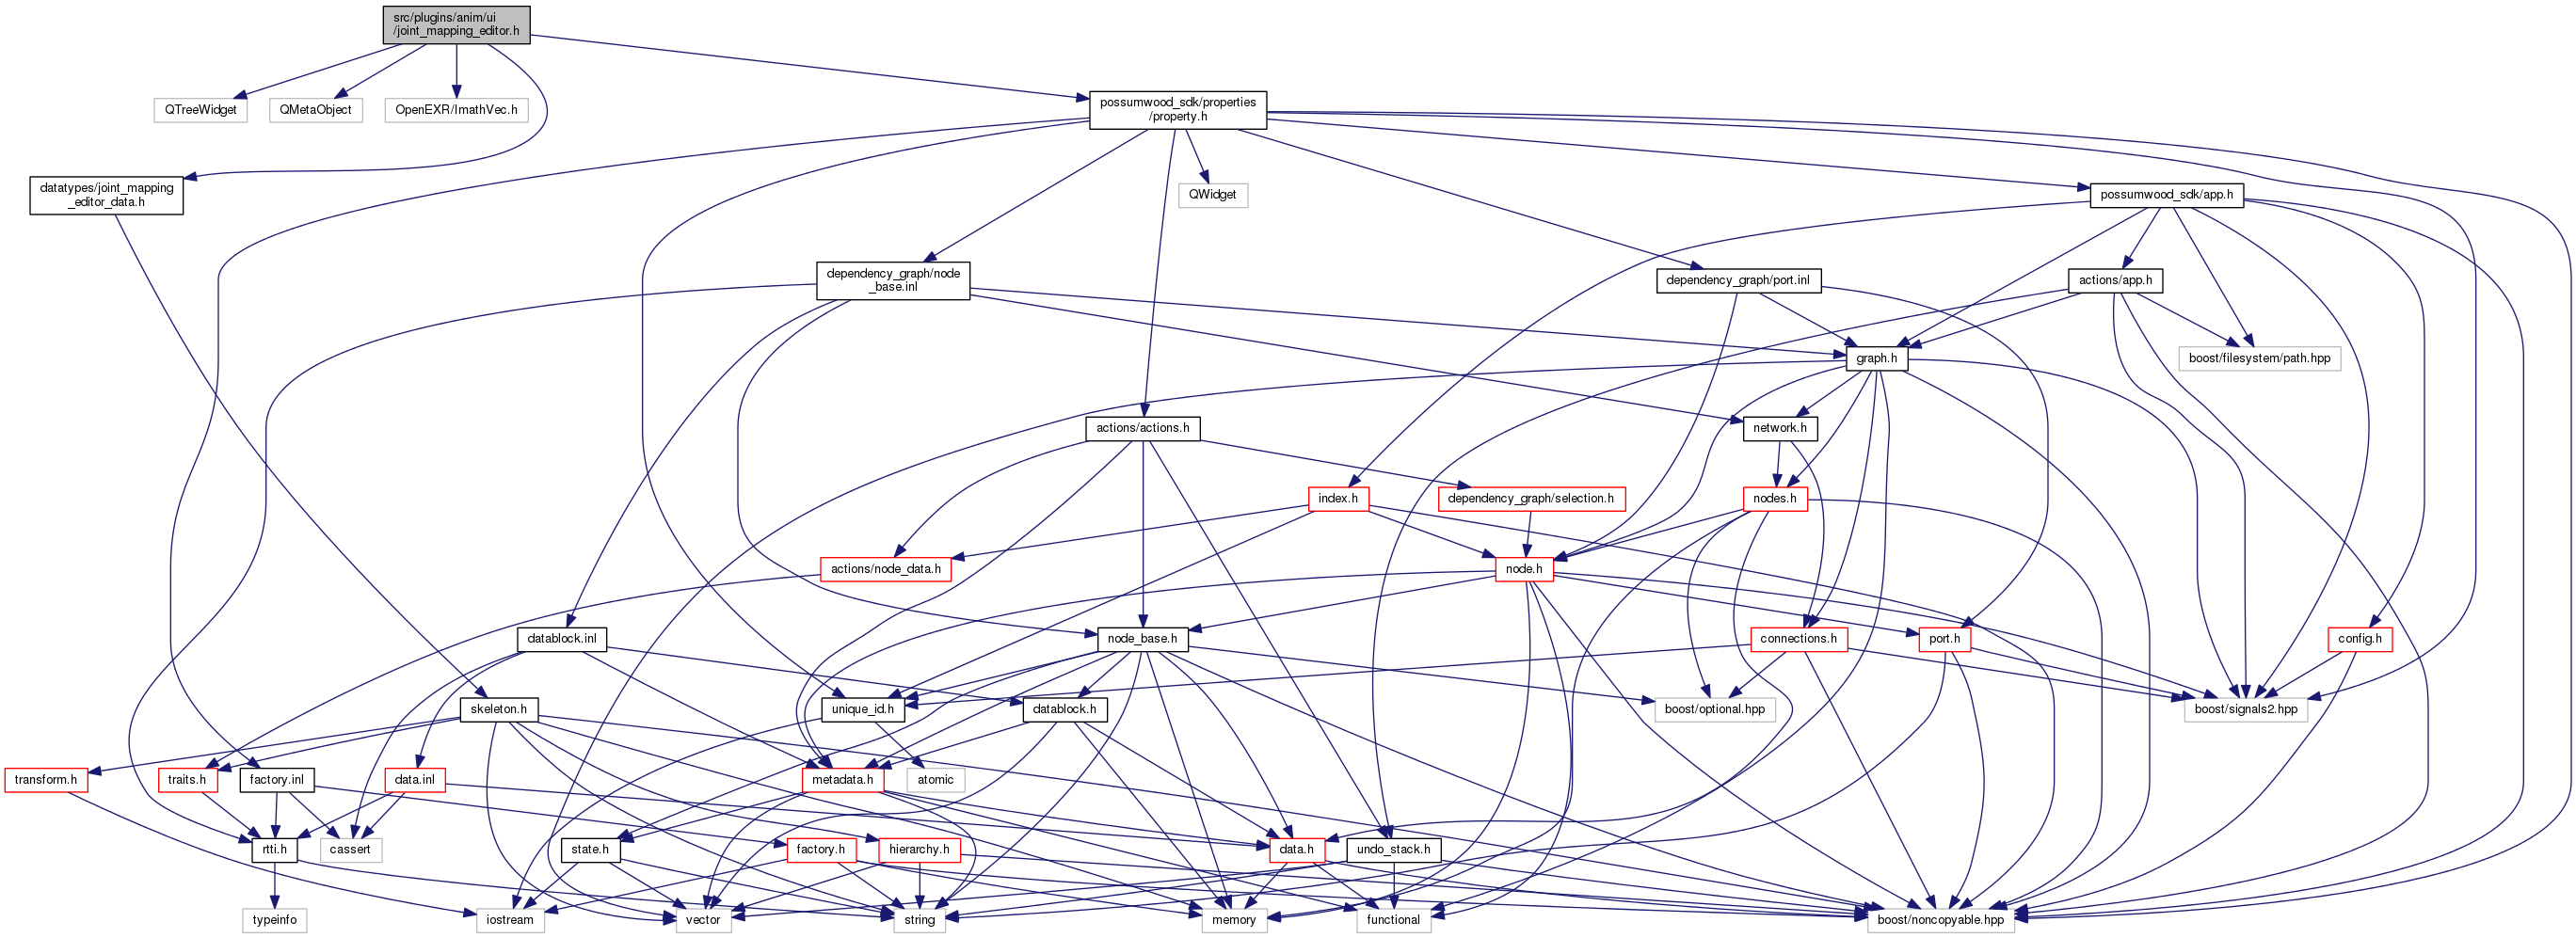 src/plugins/anim/ui
/joint_mapping_editor.h
QTreeWidget
QMetaObject
OpenEXR/ImathVec.h
possumwood_sdk/properties
/property.h
datatypes/joint_mapping
_editor_data.h
QWidget
possumwood_sdk/app.h
dependency_graph/node
_base.inl
dependency_graph/port.inl
actions/app.h
graph.h
boost/filesystem/path.hpp
actions/actions.h
network.h
index.h
dependency_graph/selection.h
nodes.h
actions/node_data.h
node.h
datablock.inl
node_base.h
connections.h
port.h
config.h
skeleton.h
unique_id.h
datablock.h
boost/optional.hpp
boost/signals2.hpp
transform.h
traits.h
factory.inl
data.inl
metadata.h
atomic
rtti.h
cassert
state.h
factory.h
hierarchy.h
data.h
undo_stack.h
typeinfo
iostream
vector
string
memory
functional
boost/noncopyable.hpp